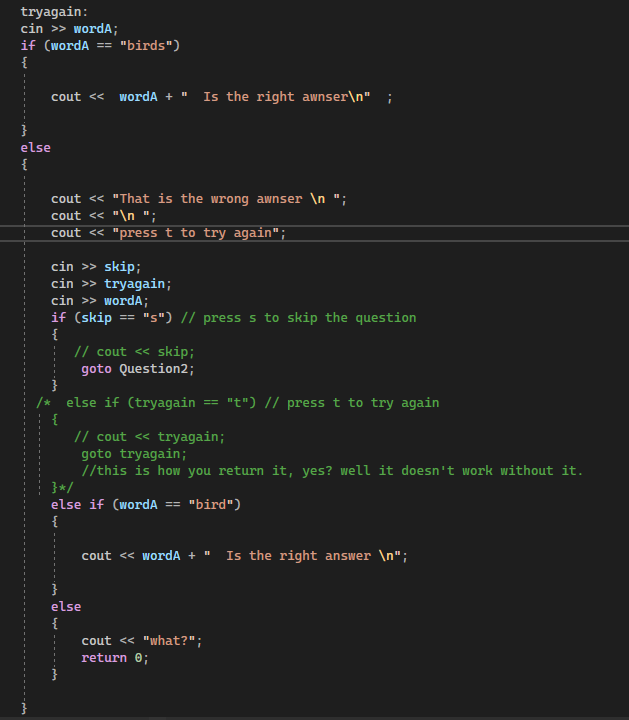 tryagain:
cin >> wordA;
if (wordA == "birds")
{
cout <<  wordA + "  Is the right awnser\n"  ;
}
else
{
cout << "That is the wrong awnser \n ";
cout << "\n ";
cout << "press t to try again";
cin >> skip;
cin >> tryagain;
cin >> wordA;
if (skip == "s") // press s to skip the question
{
// cout << skip;
goto Question2;
}
/*  else if (tryagain == "t") // press t to try again
{
// cout << tryagain;
goto tryagain;
//this is how you return it, yes? well it doesn't work without it.
}*/
else if (wordA == "bird")
{
cout << wordA + "  Is the right answer \n";
}
else
{
cout << "what?";
return 0;
}
}